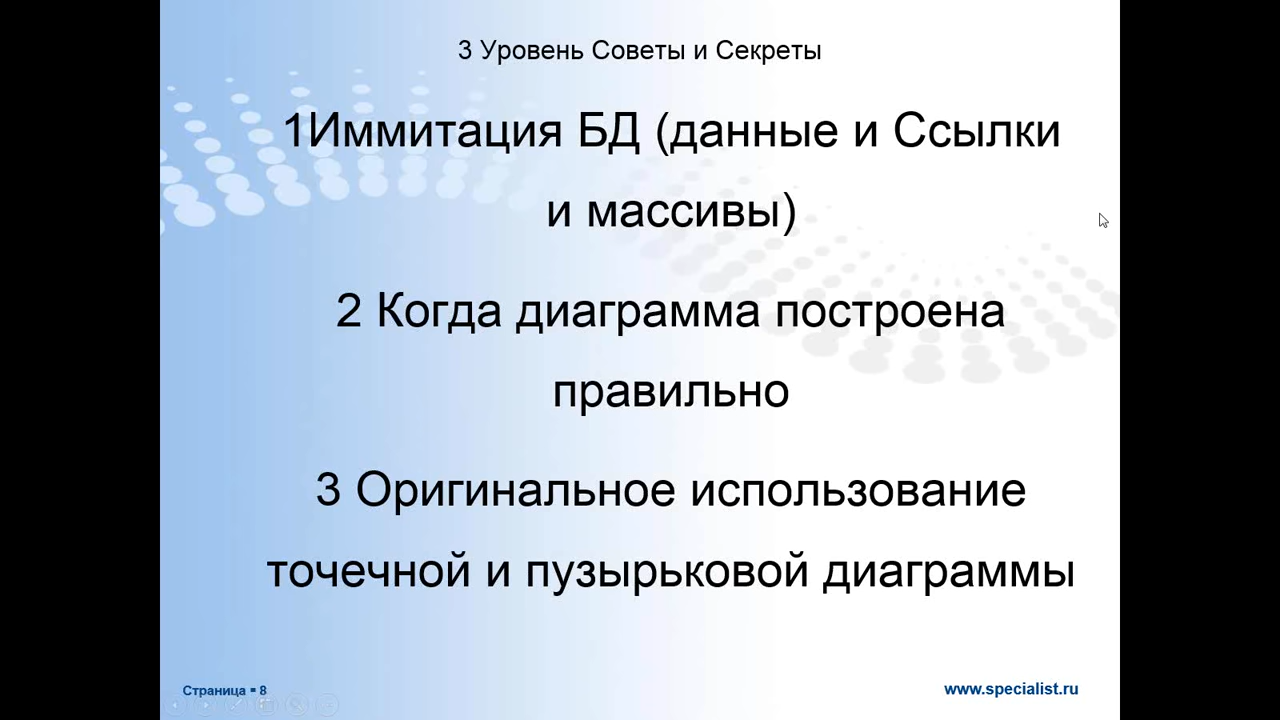 3 Уровень Советы и Секреты
1Иммитация БД (данные и Ссылки
и массивы)
2 Когда диаграмма построена
правильно
3 Оригинальное использование
точечной и пузырьковой диаграммы
Страница ▪ 8
www.specialist.ru